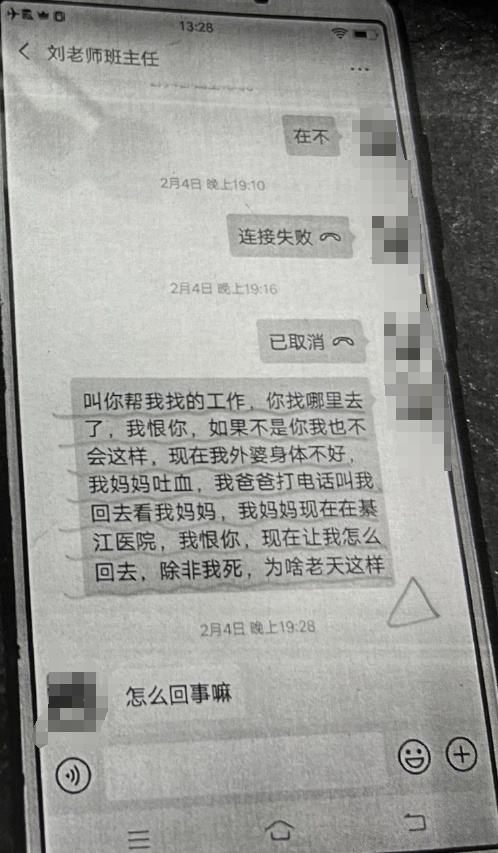 13:28
刘老师班主任
在不
2月4日 晚上19:10
连接失败
2月4日 晚上19:16
已取消
叫你帮我找的工作，你找哪里去
了，我恨你，如果不是你我也不
会这样，现在我外婆身体不好，
我妈妈吐血，我爸爸打电话叫我
回去看我妈妈，我妈妈现在在綦
江医院，我恨你，现在让我怎么
回去，除非我死，为啥老天这样
2月4日 晚上19:28
怎么回事嘛